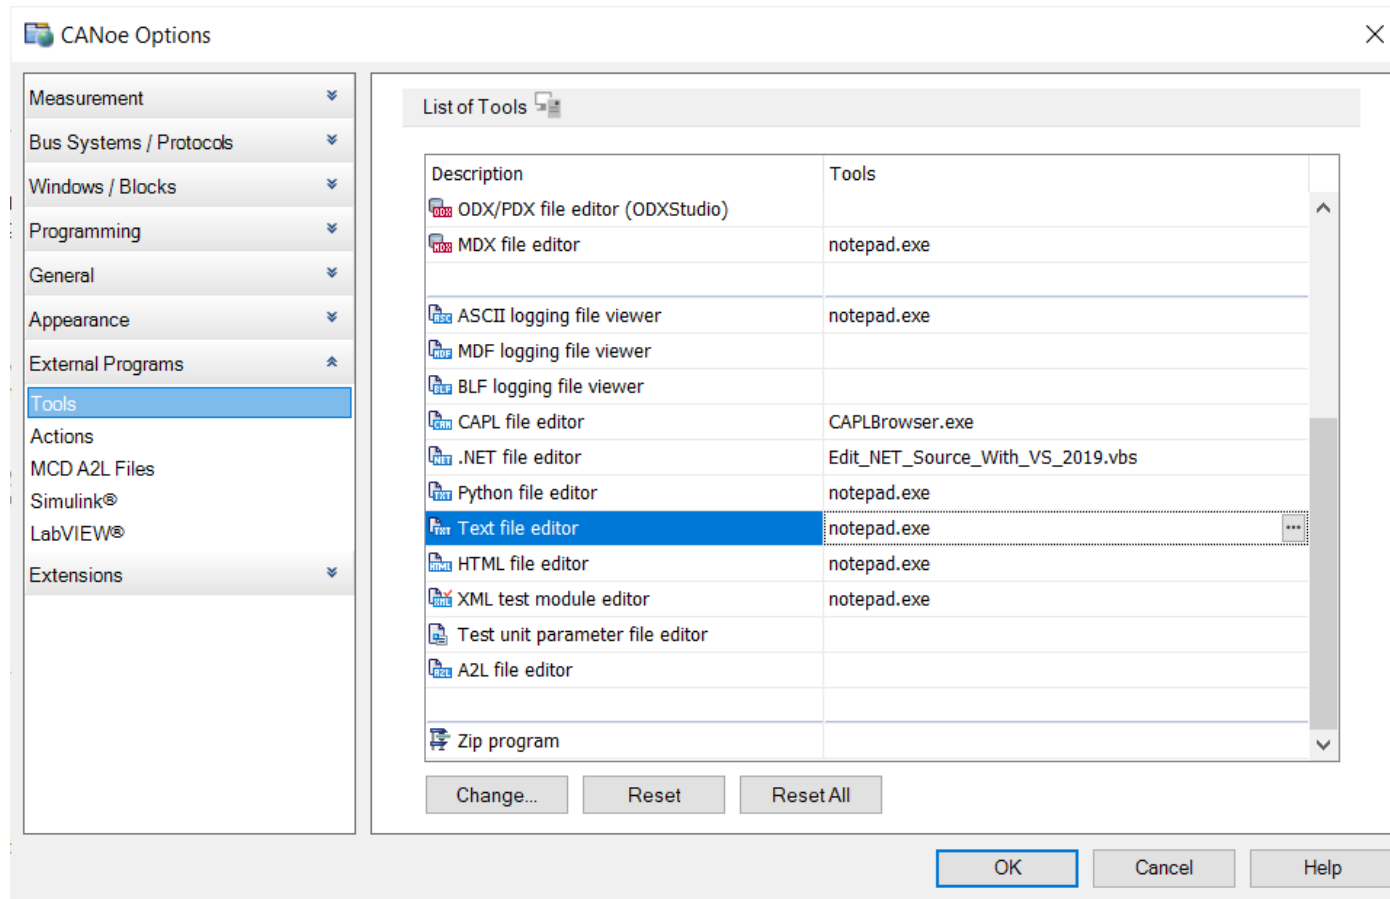 CANoe Options
Measurement
Bus Systems / Protocols
Windows / Blocks
Programming
General
Appearance
External Programs
Tools
Actions
MCD A2L Files
Simulink®
LabVIEW®
Extensions
List of Tools
Description Tools
ODX/PDX file editor (ODXStudio)
MDX file editor notepad.exe
ASCII logging file viewer notepad.exe
MDF logging file viewer
BLF logging file viewer
CAPL file editor CAPLBrowser.exe
.NET file editor Edit_NET_Source_With_VS_2019.vbs
Python file editor notepad.exe
Text file editor notepad.exe
HTML file editor notepad.exe
XML test module editor notepad.exe
Test unit parameter file editor
A2L file editor
Zip program
Change... Reset Reset All
OK Cancel Help